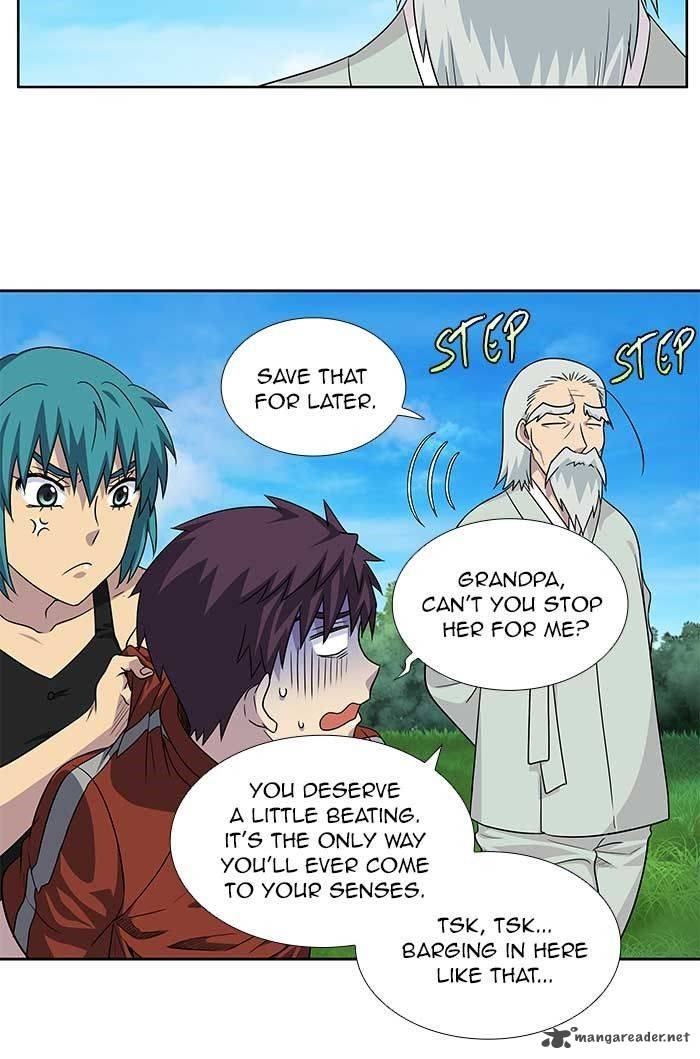 STEP
STEP
SAVE THAT
FOR LATER.
GRANDPA,
CAN'T YOU STOP
HER FOR ME?
YOU DESERVE
A LITTLE BEATING.
IT'S THE ONLY WAY
YOU'LL EVER COME
TO YOUR SENSES.
TSK, TSK...
BARGING IN HERE
LIKE THAT...
mangareader.net